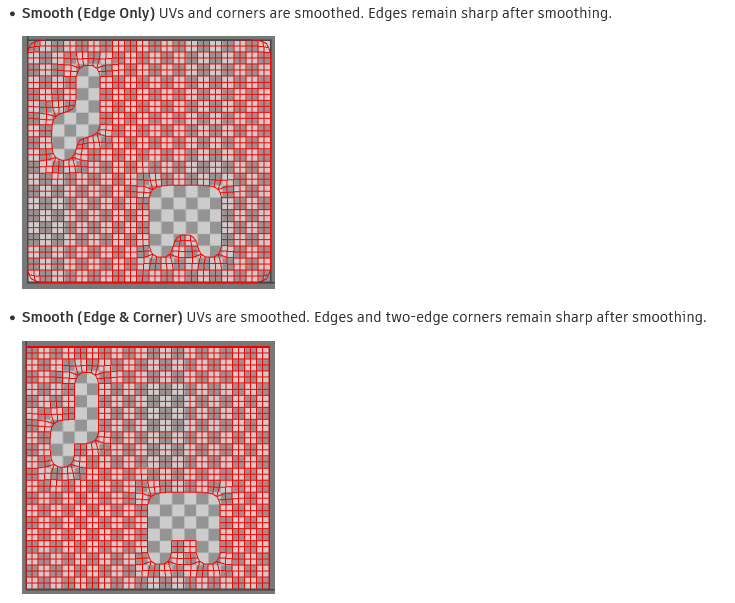 • Smooth (Edge Only) UVs and corners are smoothed. Edges remain sharp after smoothing.
• Smooth (Edge & Corner) UVs are smoothed. Edges and two-edge corners remain sharp after smoothing.